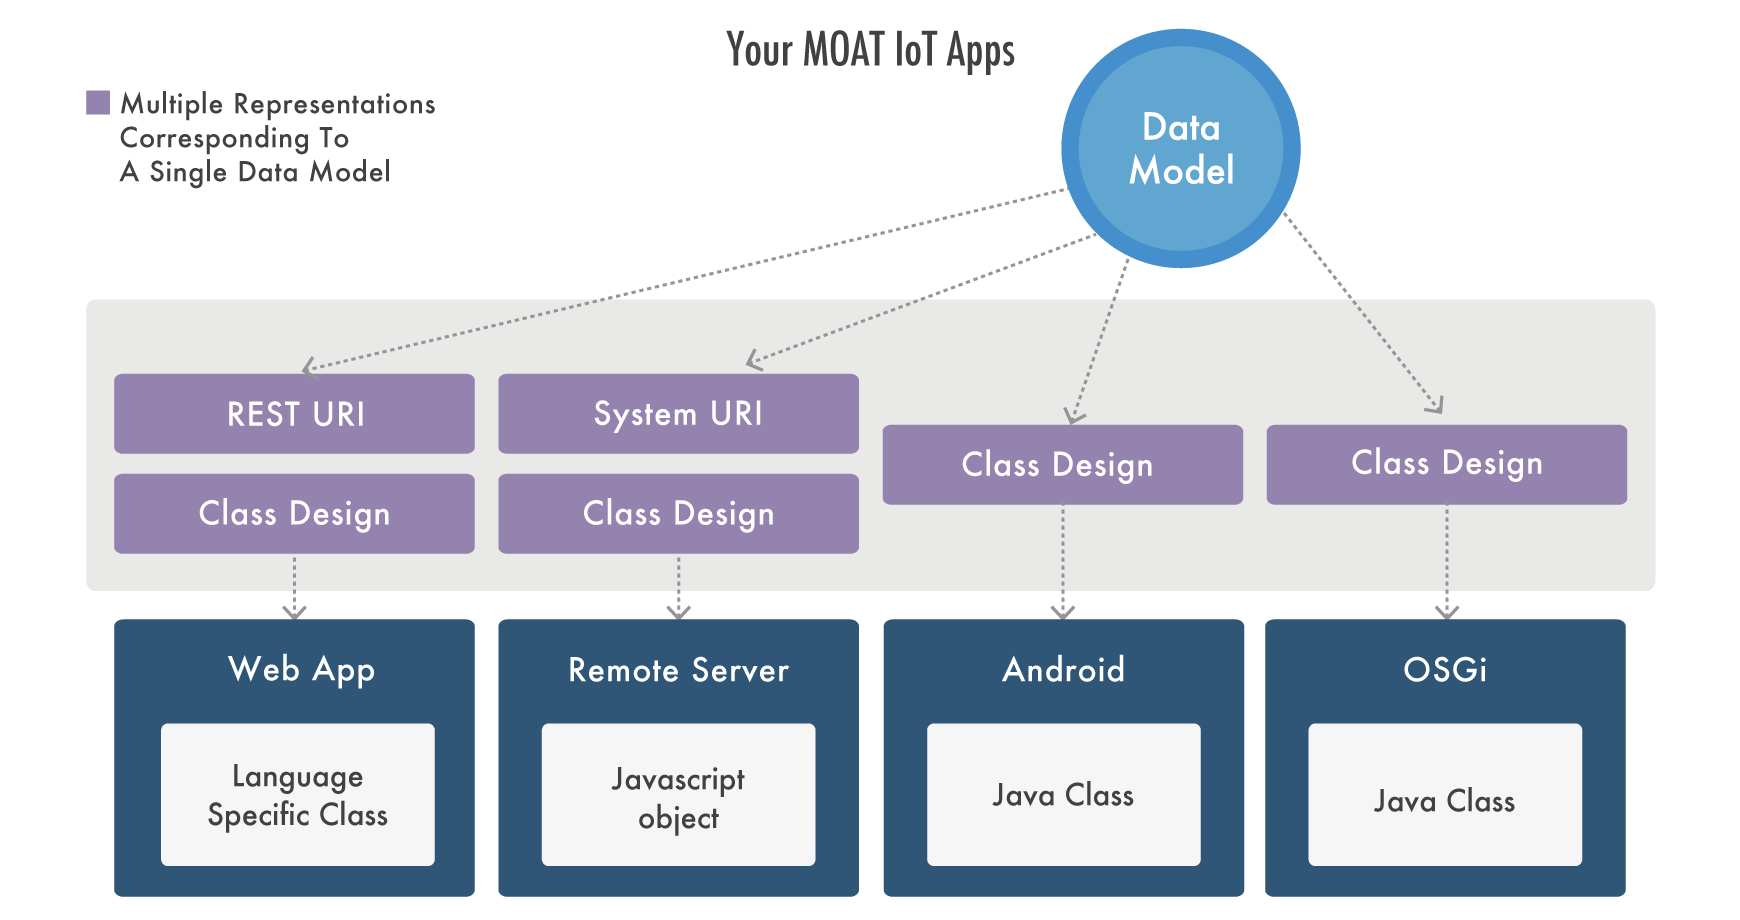 Your MOAT IoT Apps
Multiple Representations
Corresponding To
A Single Data Model
Data
Model
REST URI
System URI
Class Design
Class Design
Class Design
Class Design
Web App
Remote Server
Android
OSGi
Language
Specific Class
Javascript
object
Java Class
Java Class